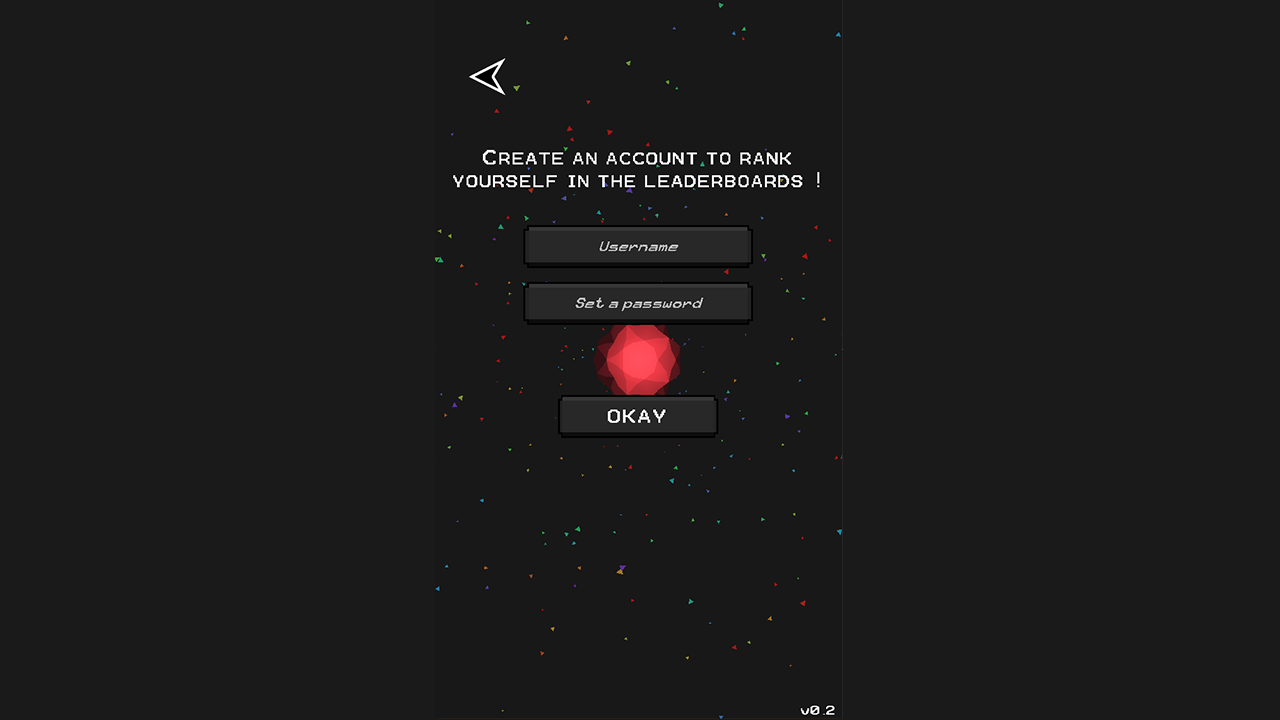 Create an account to rank
yourself in the leaderboards !
Username
Set a password
OKAY
v0.2